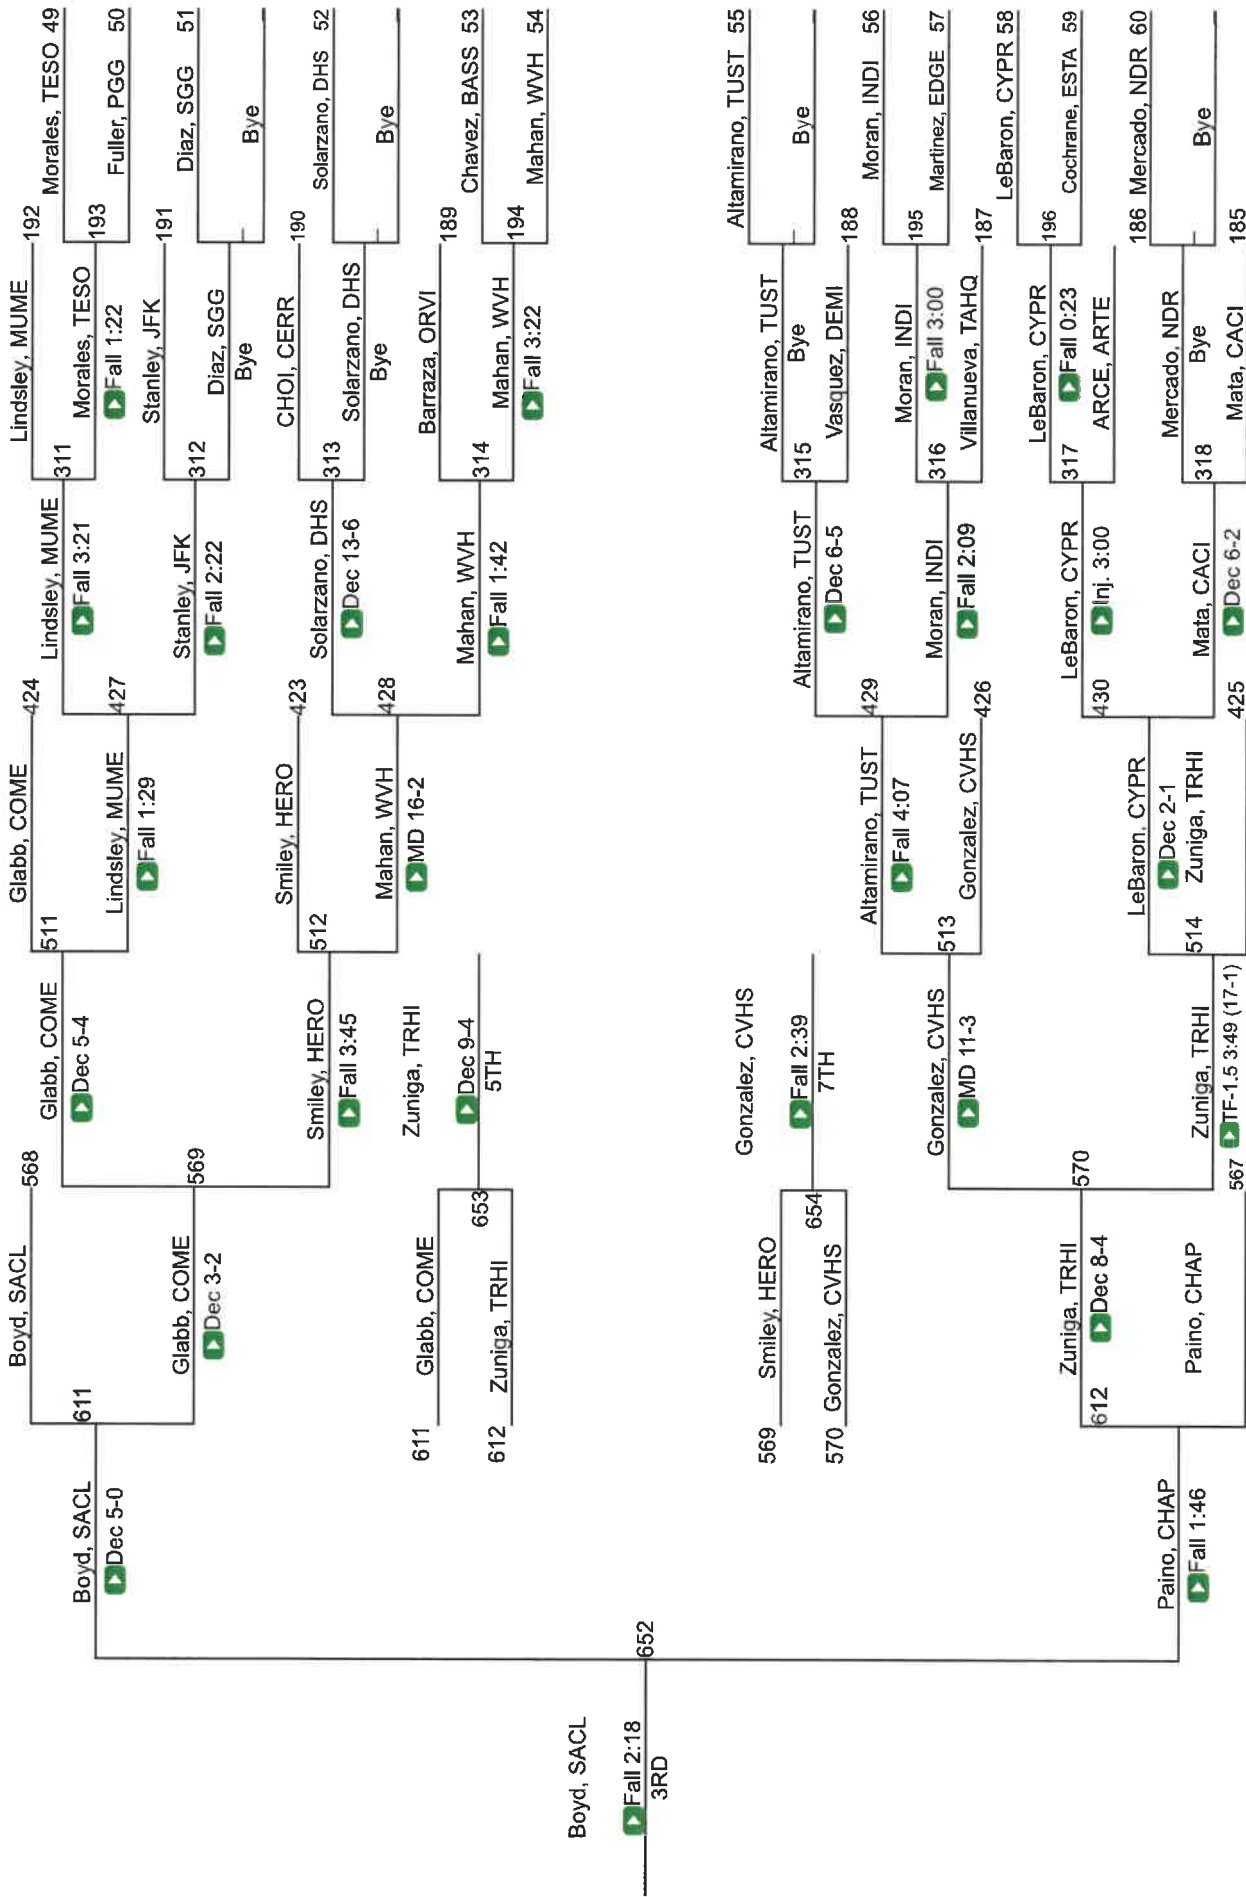 Morales, TESO 49
Fuller, PGG 50
Diaz, SGG 51
Bye
Solarzano, DHS 52
Bye
Chavez, BASS 53
Mahan, WVH 54
Altamirano, TUST 55
Bye
Moran, INDI 56
Martinez, EDGE 57
LeBaron, CYPR 58
Cochrane, ESTA 59
Mercado, NDR 60
Bye
Lindsley, MUME 192
Morales, TESO 193
Fall 1:22
Stanley, JFK 191
Diaz, SGG
Bye
CHOI, CERR 190
Solarzano, DHS
Bye
Barraza, ORVI 189
Mahan, WVH 194
Fall 3:22
Altamirano, TUST
Bye
Vasquez, DEMI 188
Moran, INDI 195
Fall 3:00
Villanueva, TAHQ 187
LeBaron, CYPR 196
Fall 0:23
ARCE, ARTE 186
Mercado, NDR
Bye
Mata, CACI 185
Lindsley, MUME 311
Fall 3:21
Stanley, JFK 312
Fall 2:22
Solarzano, DHS 313
Dec 13-6
Mahan, WVH 314
Fall 1:42
Altamirano, TUST 315
Dec 6-5
Moran, INDI 316
Fall 2:09
LeBaron, CYPR 317
Inj. 3:00
Mata, CACI 318
Dec 6-2
Glabb, COME 424
Lindsley, MUME 427
Fall 1:29
Smiley, HERO 423
Mahan, WVH 428
MD 16-2
Altamirano, TUST 429
Fall 4:07
Gonzalez, CVHS 426
LeBaron, CYPR 430
Dec 2-1
Zuniga, TRHI 425
Glabb, COME 511
Dec 5-4
Smiley, HERO 512
Fall 3:45
Gonzalez, CVHS 513
MD 11-3
Zuniga, TRHI 514
TF-1.5 3:49 (17-1)
Boyd, SACL 568
Glabb, COME 569
Dec 3-2
Zuniga, TRHI 570
Dec 8-4
Paino, CHAP 567
Boyd, SACL 611
Dec 5-0
Paino, CHAP 612
Fall 1:46
Boyd, SACL 652
Fall 2:18
3RD
611 Glabb, COME
612 Zuniga, TRHI
653
Zuniga, TRHI
Dec 9-4
5TH
569 Smiley, HERO
570 Gonzalez, CVHS
654
Gonzalez, CVHS
Fall 2:39
7TH